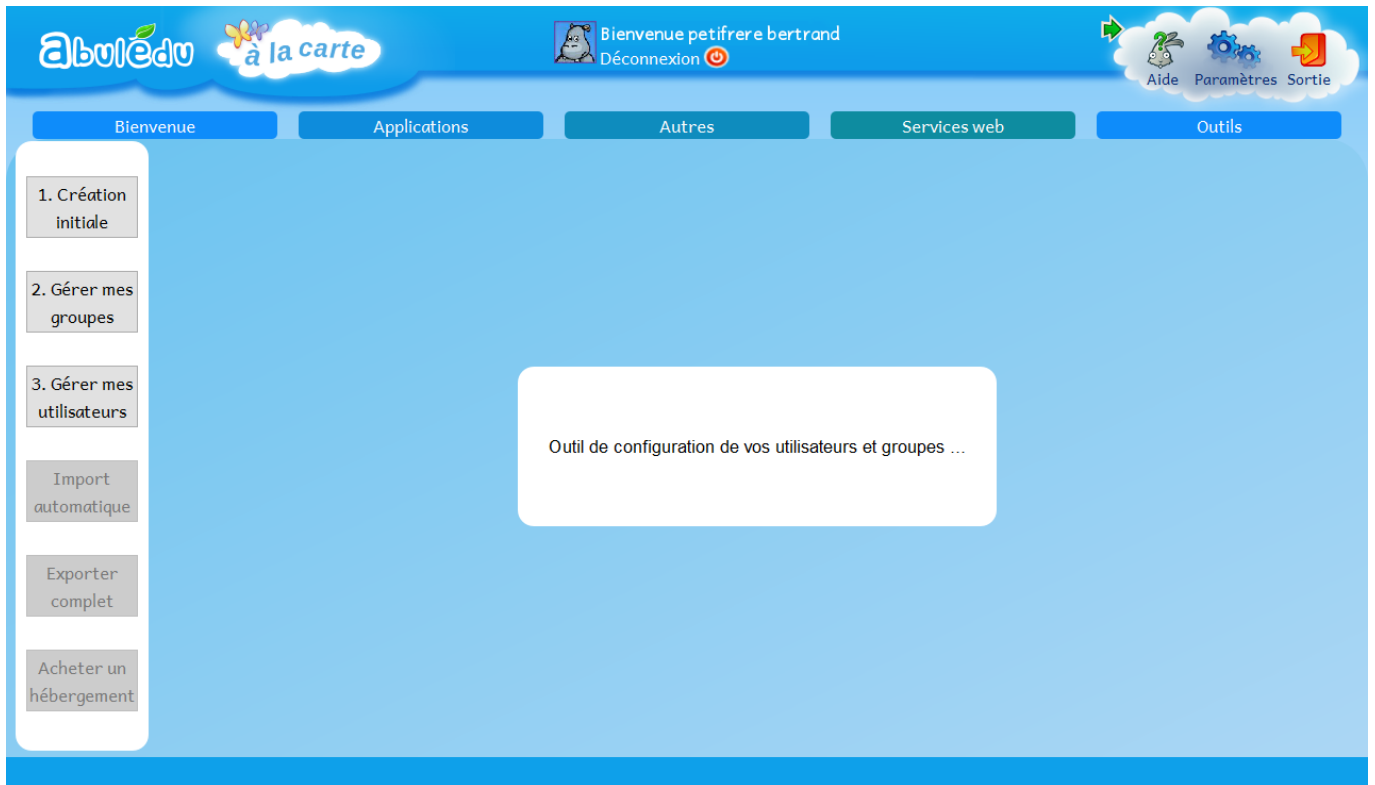 abulédu
à la carte
Bienvenue petifrere bertrand
Déconnexion
Aide Paramètres Sortie
Bienvenue Applications Autres Services web Outils
1. Création
initiale
2. Gérer mes
groupes
3. Gérer mes
utilisateurs
Import
automatique
Exporter
complet
Acheter un
hébergement
Outil de configuration de vos utilisateurs et groupes ...